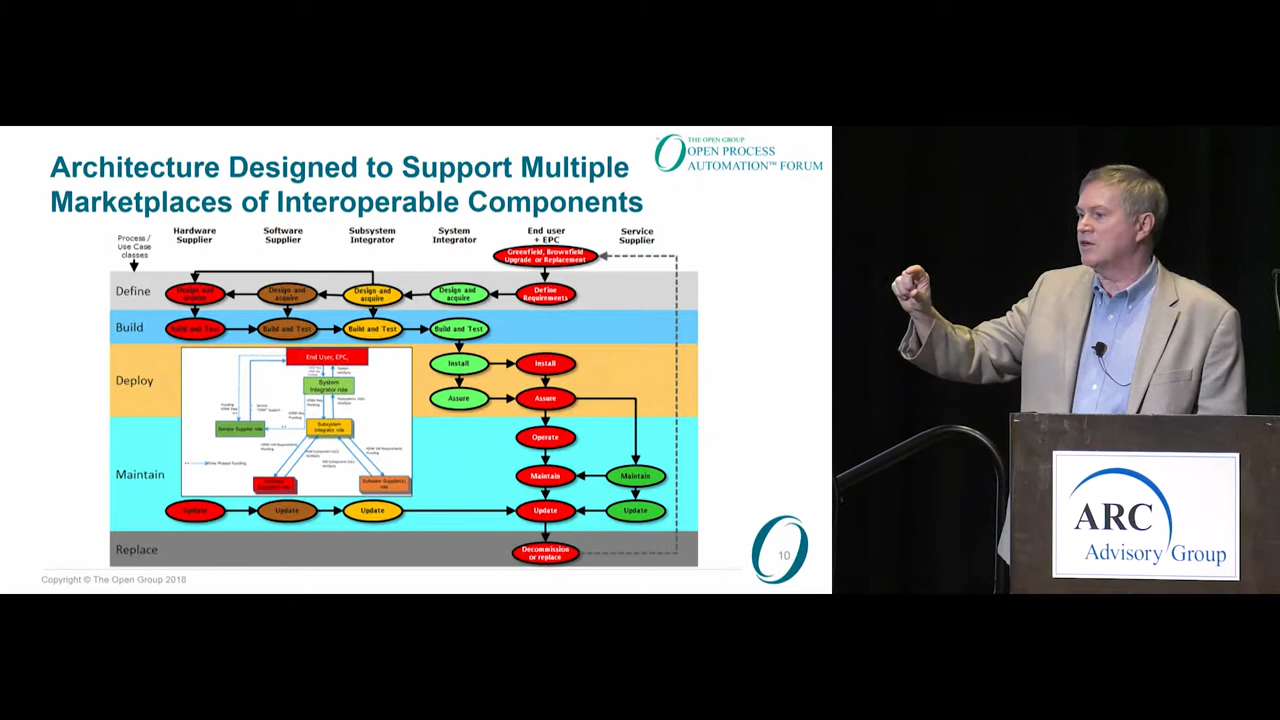 Architecture Designed to Support Multiple
Marketplaces of Interoperable Components
THE OPEN GROUP
OPEN PROCESS
AUTOMATION™ FORUM
Process /
Use Case
classes
Hardware
Supplier
Software
Supplier
Subsystem
Integrator
System
Integrator
End user
+ EPC
Service
Supplier
Greenfield, Brownfield
Upgrade or Replacement
Define
Design and
acquire
Design and
acquire
Design and
acquire
Design and
acquire
Define
Requirements
Build
Build and Test
Build and Test
Build and Test
Build and Test
Deploy
Install
Install
Assure
Assure
End User, EPC,
System
Integrator role
Service Supplier role
Subsystem
Integrator role
Operate
Maintain
Maintain
Maintain
Update
Update
Update
Update
Update
Replace
Decommission
or replace
Copyright © The Open Group 2018
10
ARC
Advisory Group